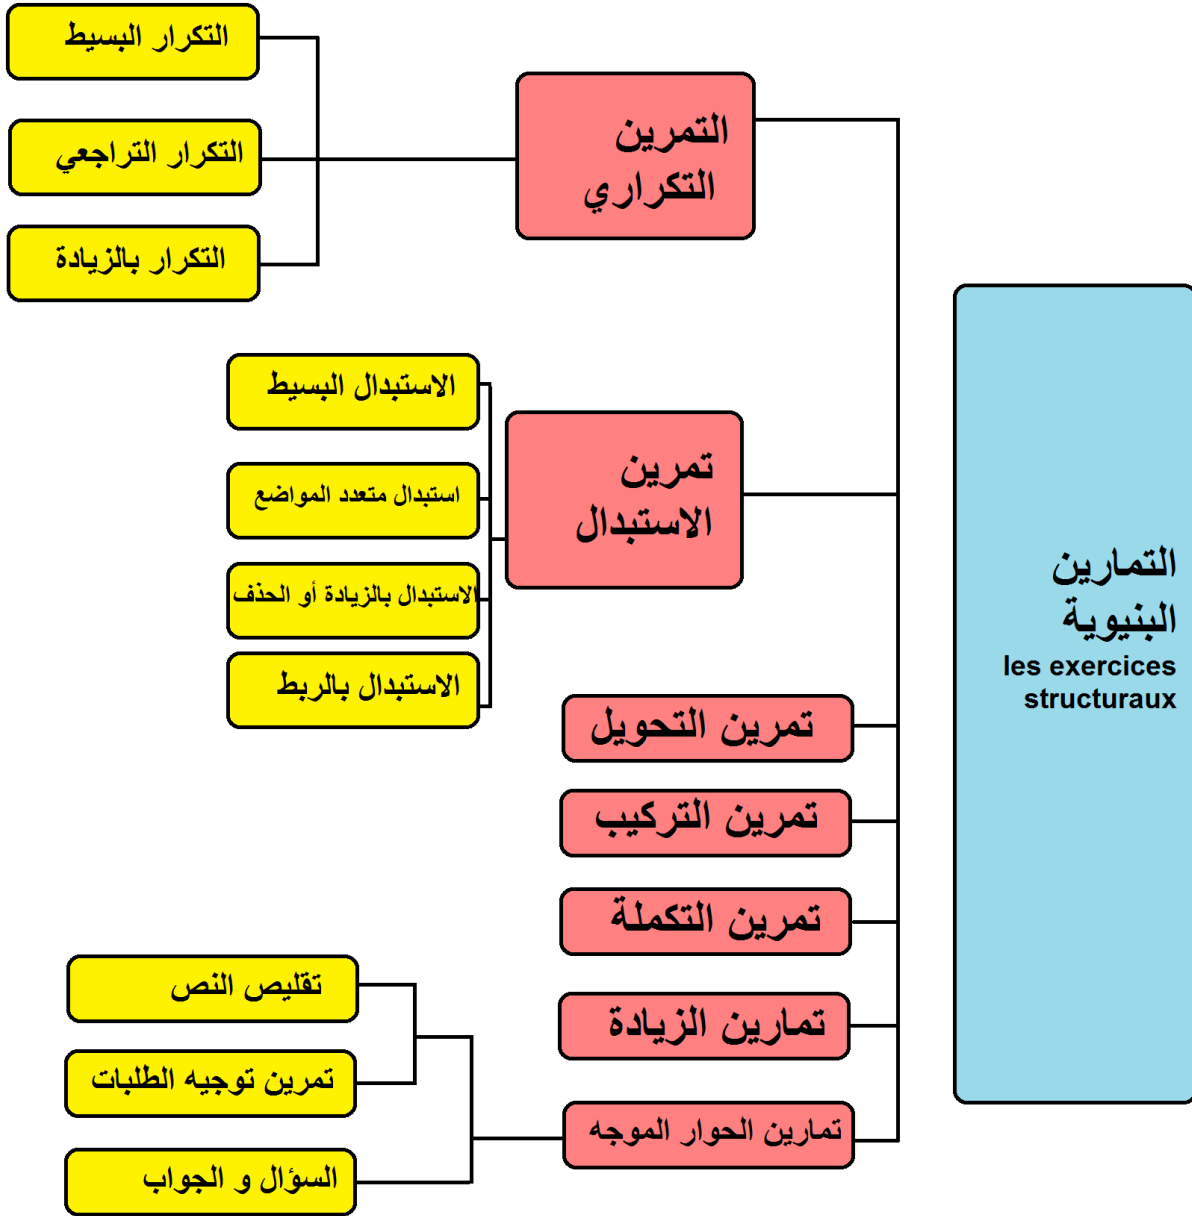 التمارين
البنيوية
les exercices
structuraux
التمرين
التكراري
التكرار البسيط
التكرار التراجعي
التكرار بالزيادة
تمرين
الاستبدال
الاستبدال البسيط
استبدال متعدد المواضع
الاستبدال بالزيادة أو الحذف
الاستبدال بالربط
تمرين التحويل
تمرين التركيب
تمرين التكملة
تمارين الزيادة
تمارين الحوار الموجه
تقليص النص
تمرين توجيه الطلبات
السؤال و الجواب